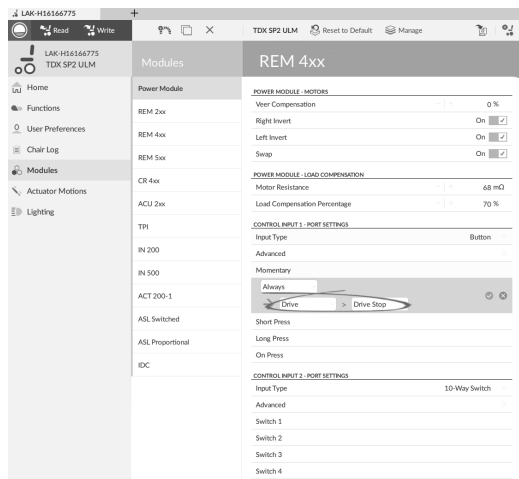 LAK-H16166775
Read
Write
TDX SP2 ULM
Reset to Default
Manage
LAK-H16166775
TDX SP2 ULM
Home
Functions
User Preferences
Chair Log
Modules
Actuator Motions
Lighting
Modules
Power Module
REM 2xx
REM 4xx
REM 5xx
CR 4xx
ACU 2xx
TPI
IN 200
IN 500
ACT 200-1
ASL Switched
ASL Proportional
IDC
REM 4xx
POWER MODULE - MOTORS
Veer Compensation - + 0 %
Right Invert On
Left Invert On
Swap On
POWER MODULE - LOAD COMPENSATION
Motor Resistance - + 68 mΩ
Load Compensation Percentage - + 70 %
CONTROL INPUT 1 - PORT SETTINGS
Input Type Button
Advanced
Momentary
Always
Drive > Drive Stop
Short Press
Long Press
On Press
CONTROL INPUT 2 - PORT SETTINGS
Input Type 10-Way Switch
Advanced
Switch 1
Switch 2
Switch 3
Switch 4